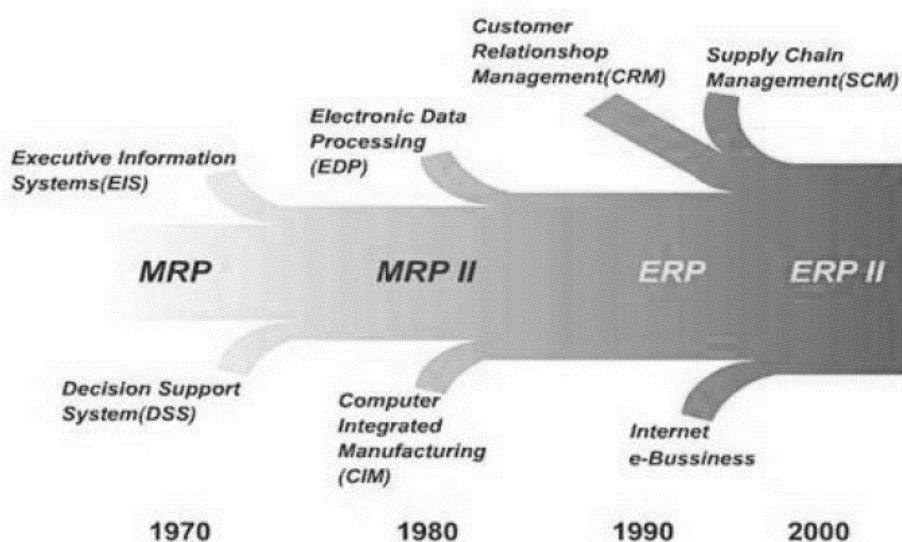 Customer
Relationshop
Management(CRM)
Supply Chain
Management(SCM)
Electronic Data
Processing
(EDP)
Executive Information
Systems(EIS)
MRP
MRP II
ERP
ERP II
Decision Support
System(DSS)
Computer
Integrated
Manufacturing
(CIM)
Internet
e-Bussiness
1970
1980
1990
2000